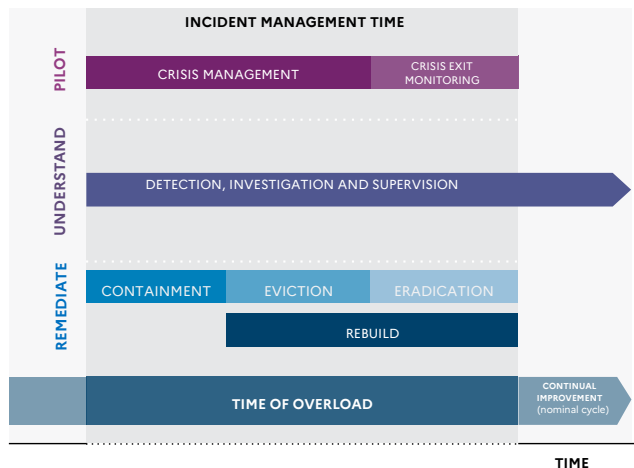 INCIDENT MANAGEMENT TIME
PILOT
CRISIS MANAGEMENT
CRISIS EXIT
MONITORING
UNDERSTAND
DETECTION, INVESTIGATION AND SUPERVISION
REMEDIATE
CONTAINMENT
EVICTION
ERADICATION
REBUILD
TIME OF OVERLOAD
CONTINUAL
IMPROVEMENT
(nominal cycle)
TIME